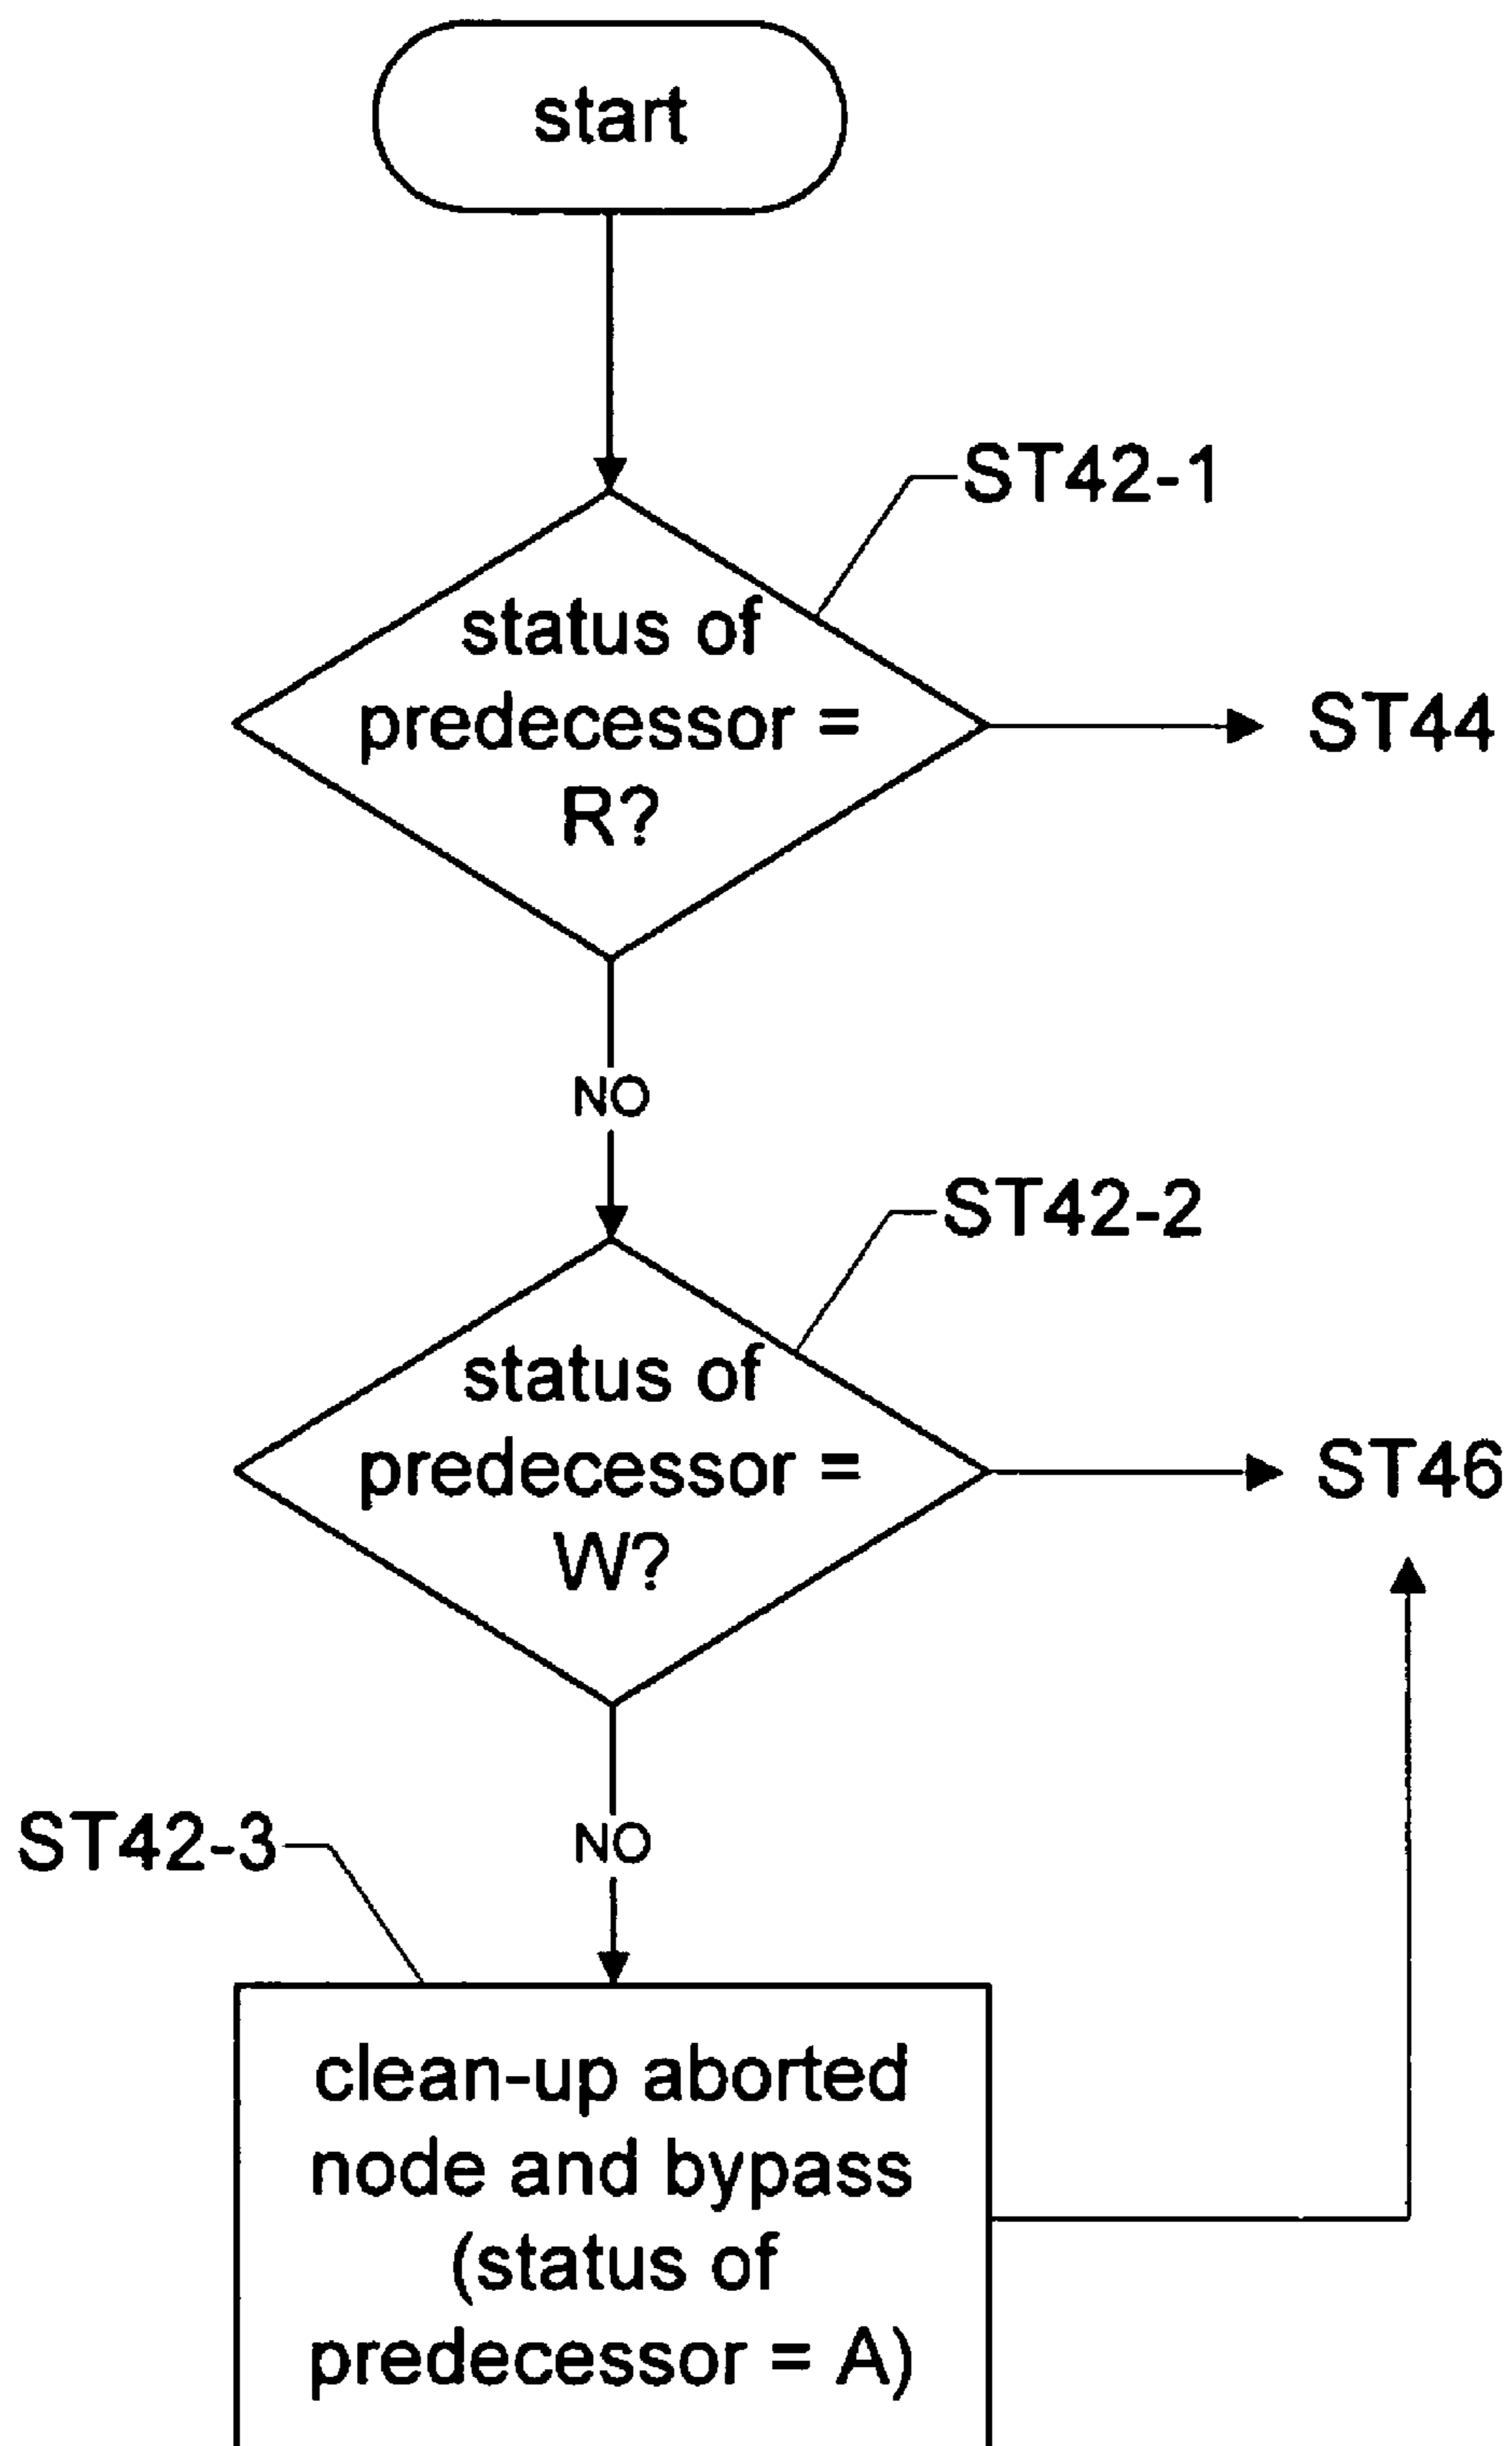 start
ST42-1
status of
predecessor =
R?
ST44
NO
ST42-2
status of
predecessor =
W?
ST46
NO
ST42-3
clean-up aborted
node and bypass
(status of
predecessor = A)